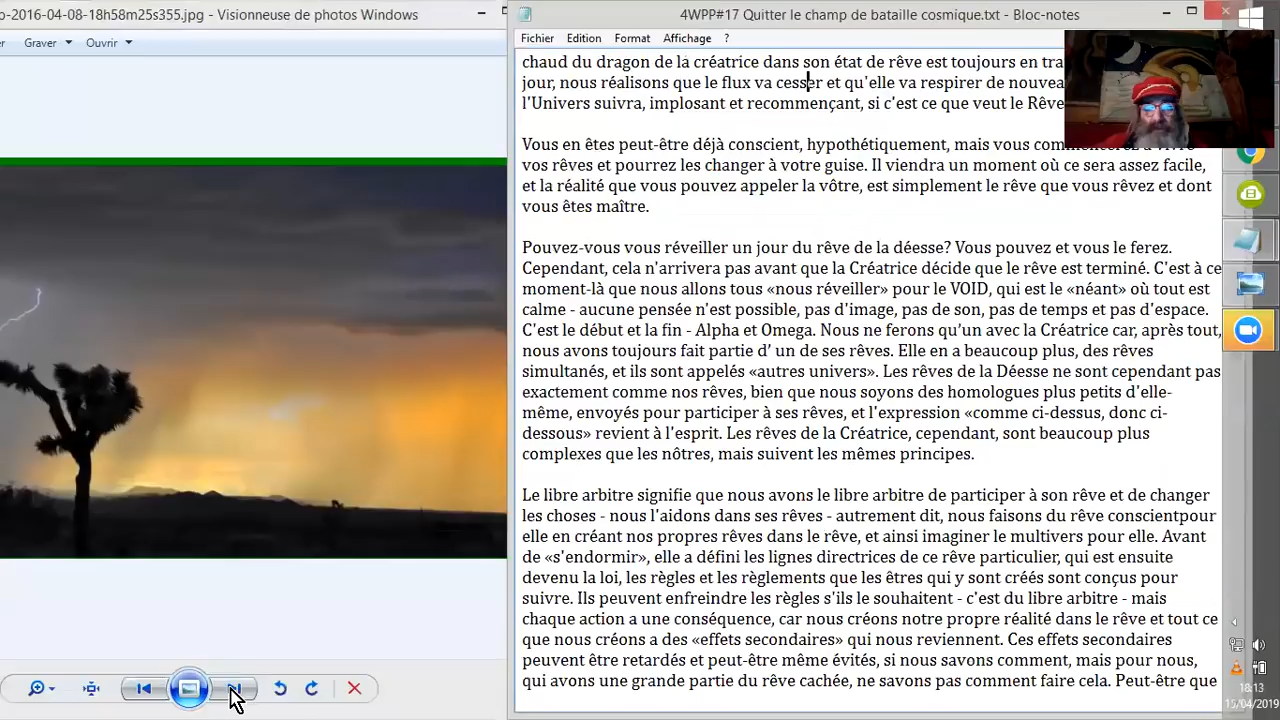 o-2016-04-08-18h58m25s355.jpg - Visionneuse de photos Windows
Graver
Ouvrir
4WPP#17 Quitter le champ de bataille cosmique.txt - Bloc-notes
Fichier Edition Format Affichage ?
chaud du dragon de la créatrice dans son état de rêve est toujours en tra
jour, nous réalisons que le flux va cesser et qu'elle va respirer de nouvea
l'Univers suivra, implosant et recommençant, si c'est ce que veut le Rêve
Vous en êtes peut-être déjà conscient, hypothétiquement, mais vous
vos rêves et pourrez les changer à votre guise. Il viendra un moment où ce sera assez facile,
et la réalité que vous pouvez appeler la vôtre, est simplement le rêve que vous rêvez et dont
vous êtes maître.
Pouvez-vous vous réveiller un jour du rêve de la déesse? Vous pouvez et vous le ferez.
Cependant, cela n'arrivera pas avant que la Créatrice décide que le rêve est terminé. C'est à ce
moment-là que nous allons tous «nous réveiller» pour le VOID, qui est le «néant» où tout est
calme - aucune pensée n'est possible, pas d'image, pas de son, pas de temps et pas d'espace.
C'est le début et la fin - Alpha et Omega. Nous ne ferons qu'un avec la Créatrice car, après tout,
nous avons toujours fait partie d' un de ses rêves. Elle en a beaucoup plus, des rêves
simultanés, et ils sont appelés «autres univers». Les rêves de la Déesse ne sont cependant pas
exactement comme nos rêves, bien que nous soyons des homologues plus petits d'elle-
même, envoyés pour participer à ses rêves, et l'expression «comme ci-dessus, donc ci-
dessous» revient à l'esprit. Les rêves de la Créatrice, cependant, sont beaucoup plus
complexes que les nôtres, mais suivent les mêmes principes.
Le libre arbitre signifie que nous avons le libre arbitre de participer à son rêve et de changer
les choses - nous l'aidons dans ses rêves - autrement dit, nous faisons du rêve conscientpour
elle en créant nos propres rêves dans le rêve, et ainsi imaginer le multivers pour elle. Avant
de «s'endormir», elle a défini les lignes directrices de ce rêve particulier, qui est ensuite
devenu la loi, les règles et les règlements que les êtres qui y sont créés sont conçus pour
suivre. Ils peuvent enfreindre les règles s'ils le souhaitent - c'est du libre arbitre - mais
chaque action a une conséquence, car nous créons notre propre réalité dans le rêve et tout ce
que nous créons a des «effets secondaires» qui nous reviennent. Ces effets secondaires
peuvent être retardés et peut-être même évités, si nous savons comment, mais pour nous,
qui avons une grande partie du rêve cachée, ne savons pas comment faire cela. Peut-être que
18:13
15/04/2019